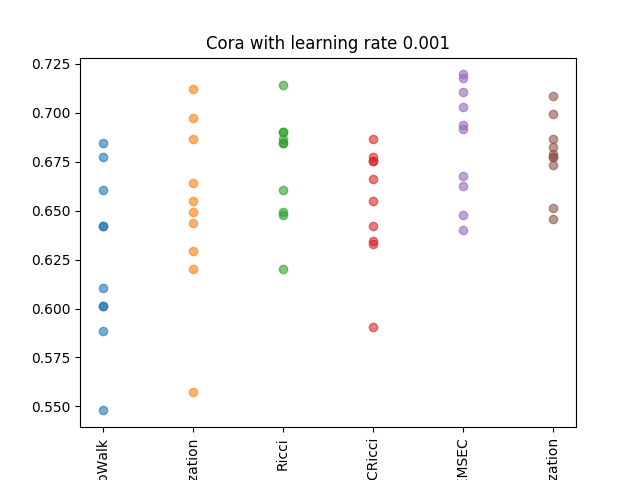 Cora with learning rate 0.001
0.725
0.700
0.675
0.650
0.625
0.600
0.575
0.550
Walk
zation
Ricci
CRicci
MSEC
zation